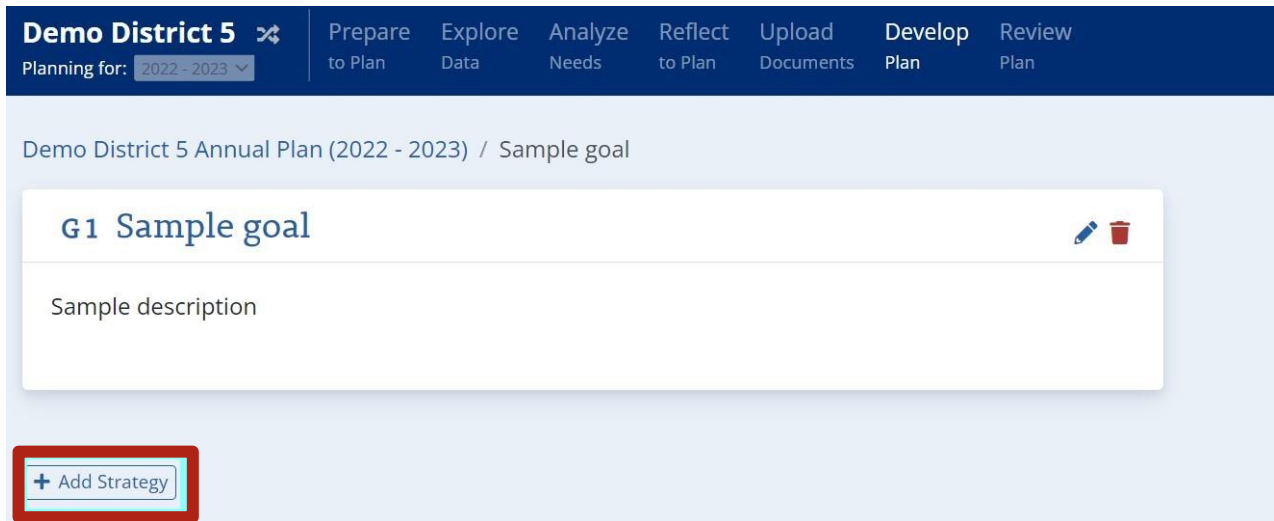 Demo District 5
Planning for: 2022 - 2023
Prepare to Plan
Explore Data
Analyze Needs
Reflect to Plan
Upload Documents
Develop Plan
Review Plan
Demo District 5 Annual Plan (2022 - 2023) / Sample goal
G1 Sample goal
Sample description
+ Add Strategy